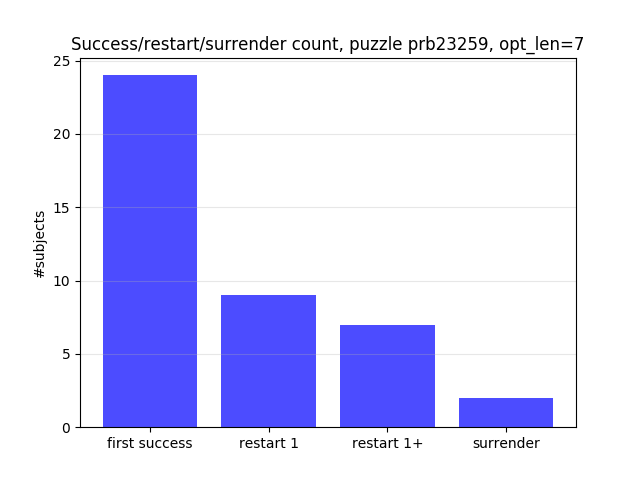 Success/restart/surrender count, puzzle prb23259, opt_len=7
25
20
15
10
5
0
#subjects
first success
restart 1
restart 1+
surrender